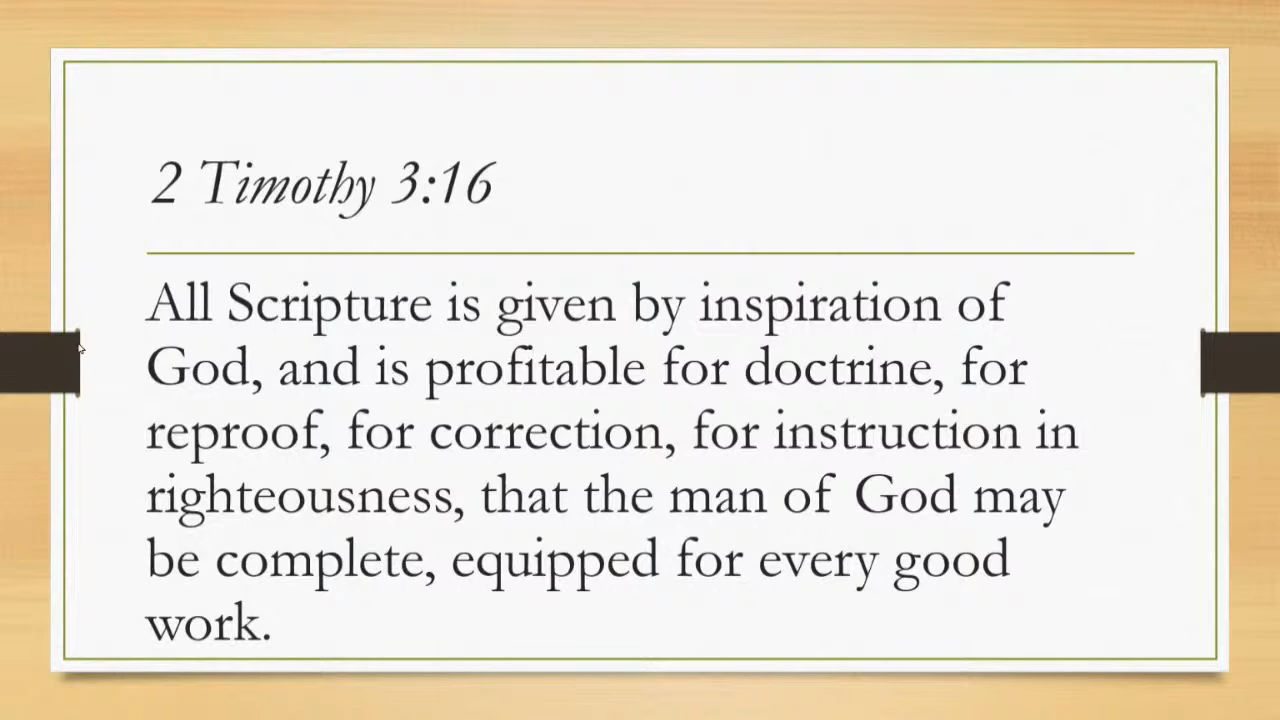 2 Timothy 3:16
All Scripture is given by inspiration of
God, and is profitable for doctrine, for
reproof, for correction, for instruction in
righteousness, that the man of God may
be complete, equipped for every good
work.